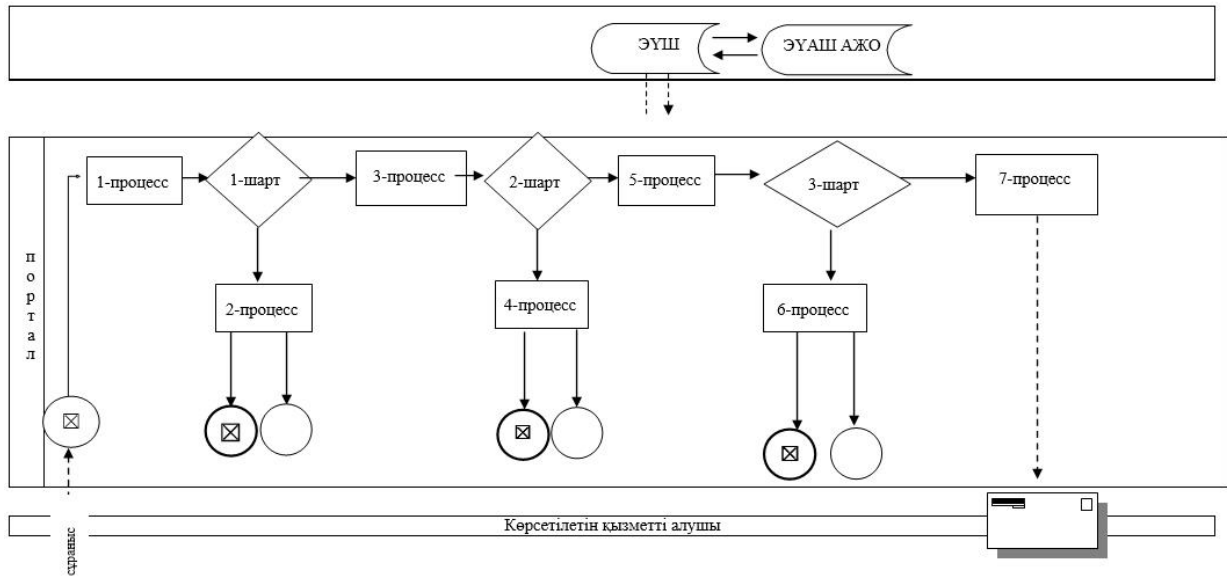 ЭҮШ
ЭҮАШ АЖО
1-процесс
1-шарт
3-процесс
2-шарт
5-процесс
3-шарт
7-процесс
портал
2-процесс
4-процесс
6-процесс
Көрсетілетін қызметті алушы
сұраныс